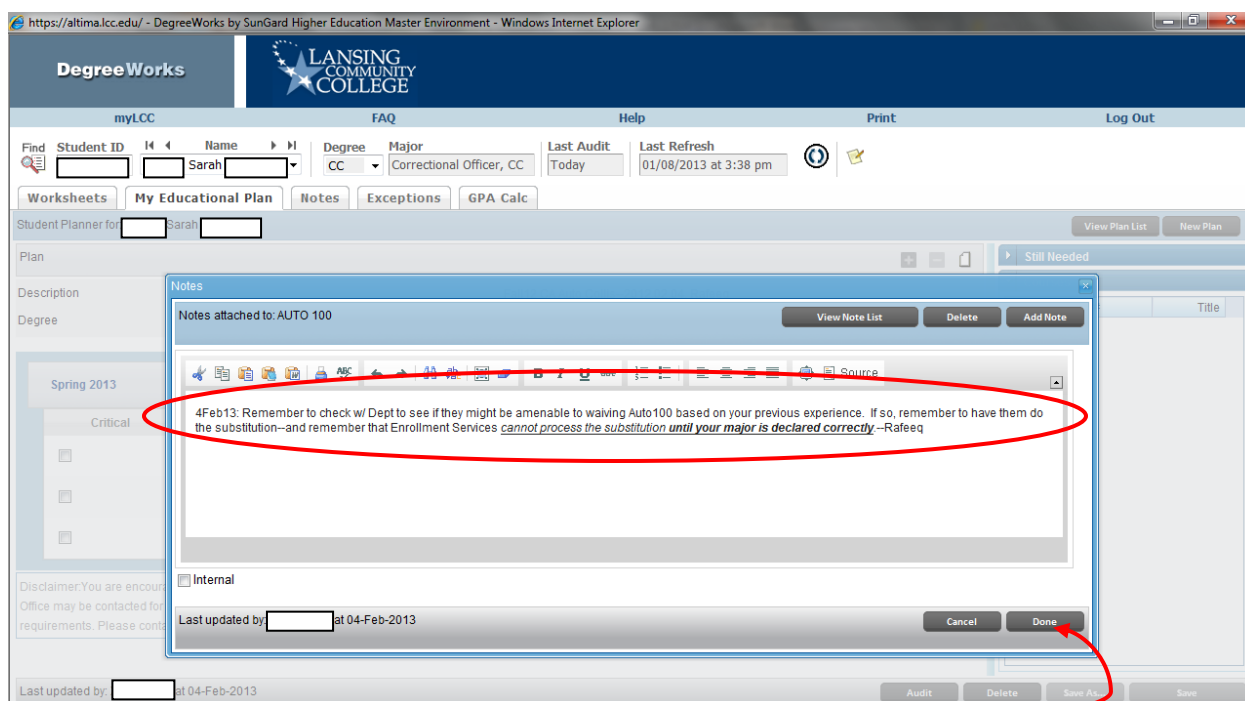 https://altima.lcc.edu/ - DegreeWorks by SunGard Higher Education Master Environment - Windows Internet Explorer
DegreeWorks
LANSING
COMMUNITY
COLLEGE
myLCC FAQ Help Print Log Out
Find Student ID Name Degree Major Last Audit Last Refresh
Sarah CC Correctional Officer, CC Today 01/08/2013 at 3:38 pm
Worksheets My Educational Plan Notes Exceptions GPA Calc
Student Planner for Sarah View Plan List New Plan
Plan Still Needed
Notes
Description
Notes attached to: AUTO 100 View Note List Delete Add Note
Title
Degree
Source
Spring 2013
4Feb13: Remember to check w/ Dept to see if they might be amenable to waiving Auto100 based on your previous experience. If so, remember to have them do
Critical
the substitution--and remember that Enrollment Services cannot process the substitution until your major is declared correctly.--Rafeeq
Internal
Disclaimer:You are encour
Office may be contacted for
requirements. Please conta
Last updated by: at 04-Feb-2013 Cancel Done
Last updated by: at 04-Feb-2013 Audit Delete Save As... Save